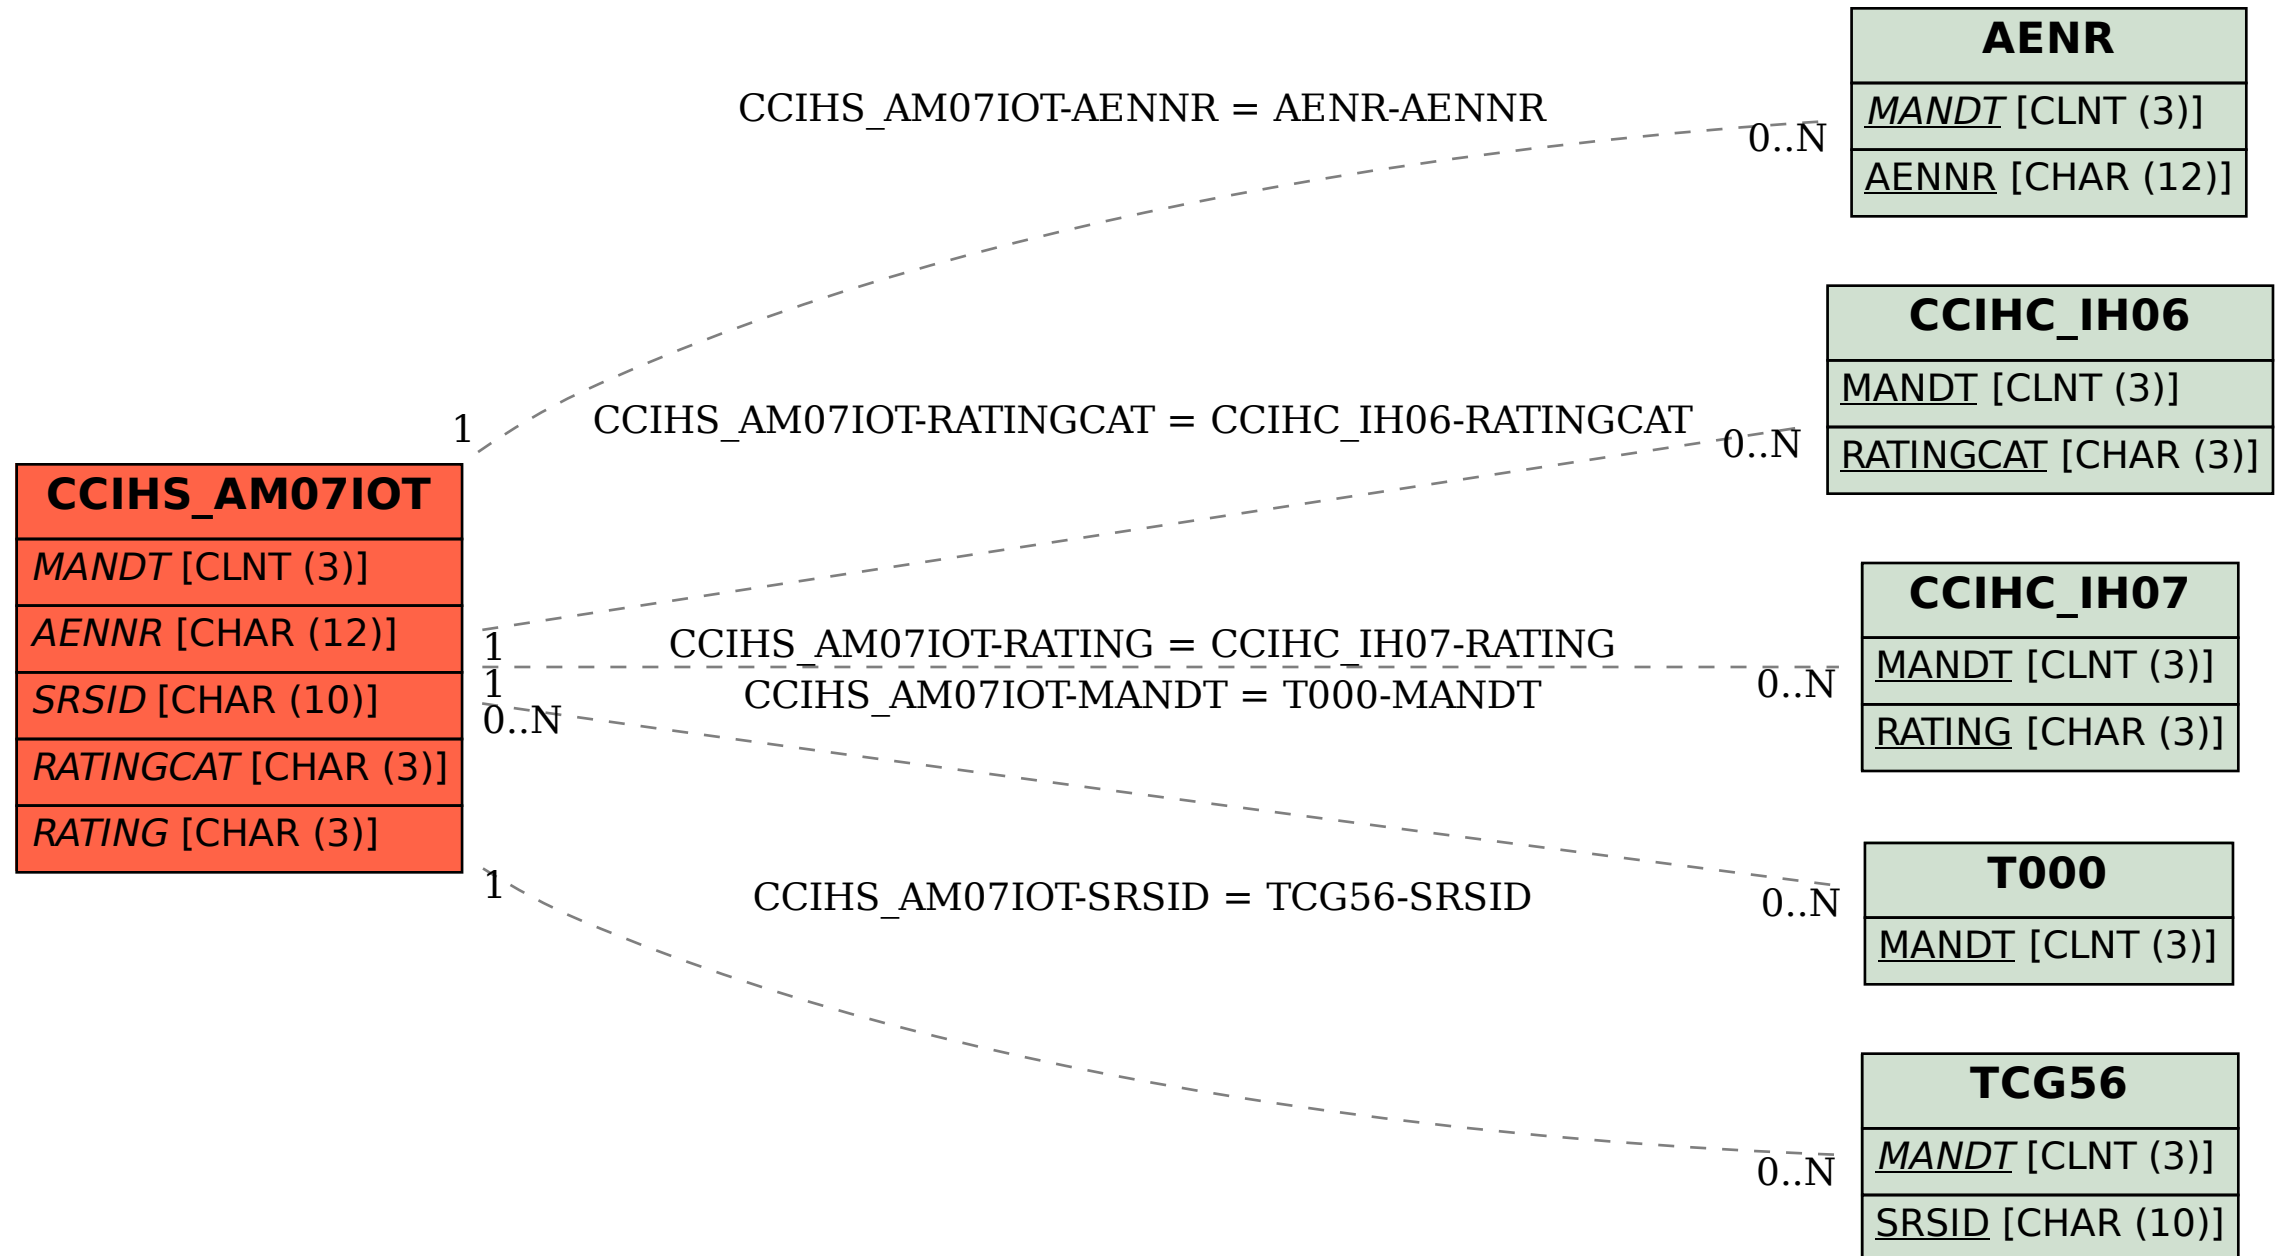 AENR
MANDT [CLNT (3)]
AENNR [CHAR (12)]
CCIHS_AM07IOT-AENNR = AENR-AENNR
0..N
1
CCIHC_IH06
MANDT [CLNT (3)]
RATINGCAT [CHAR (3)]
CCIHS_AM07IOT-RATINGCAT = CCIHC_IH06-RATINGCAT
0..N
1
CCIHS_AM07IOT
MANDT [CLNT (3)]
AENNR [CHAR (12)]
SRSID [CHAR (10)]
RATINGCAT [CHAR (3)]
RATING [CHAR (3)]
CCIHC_IH07
MANDT [CLNT (3)]
RATING [CHAR (3)]
CCIHS_AM07IOT-RATING = CCIHC_IH07-RATING
0..N
1
CCIHS_AM07IOT-MANDT = T000-MANDT
0..N
0..N
T000
MANDT [CLNT (3)]
CCIHS_AM07IOT-SRSID = TCG56-SRSID
1
0..N
TCG56
MANDT [CLNT (3)]
SRSID [CHAR (10)]